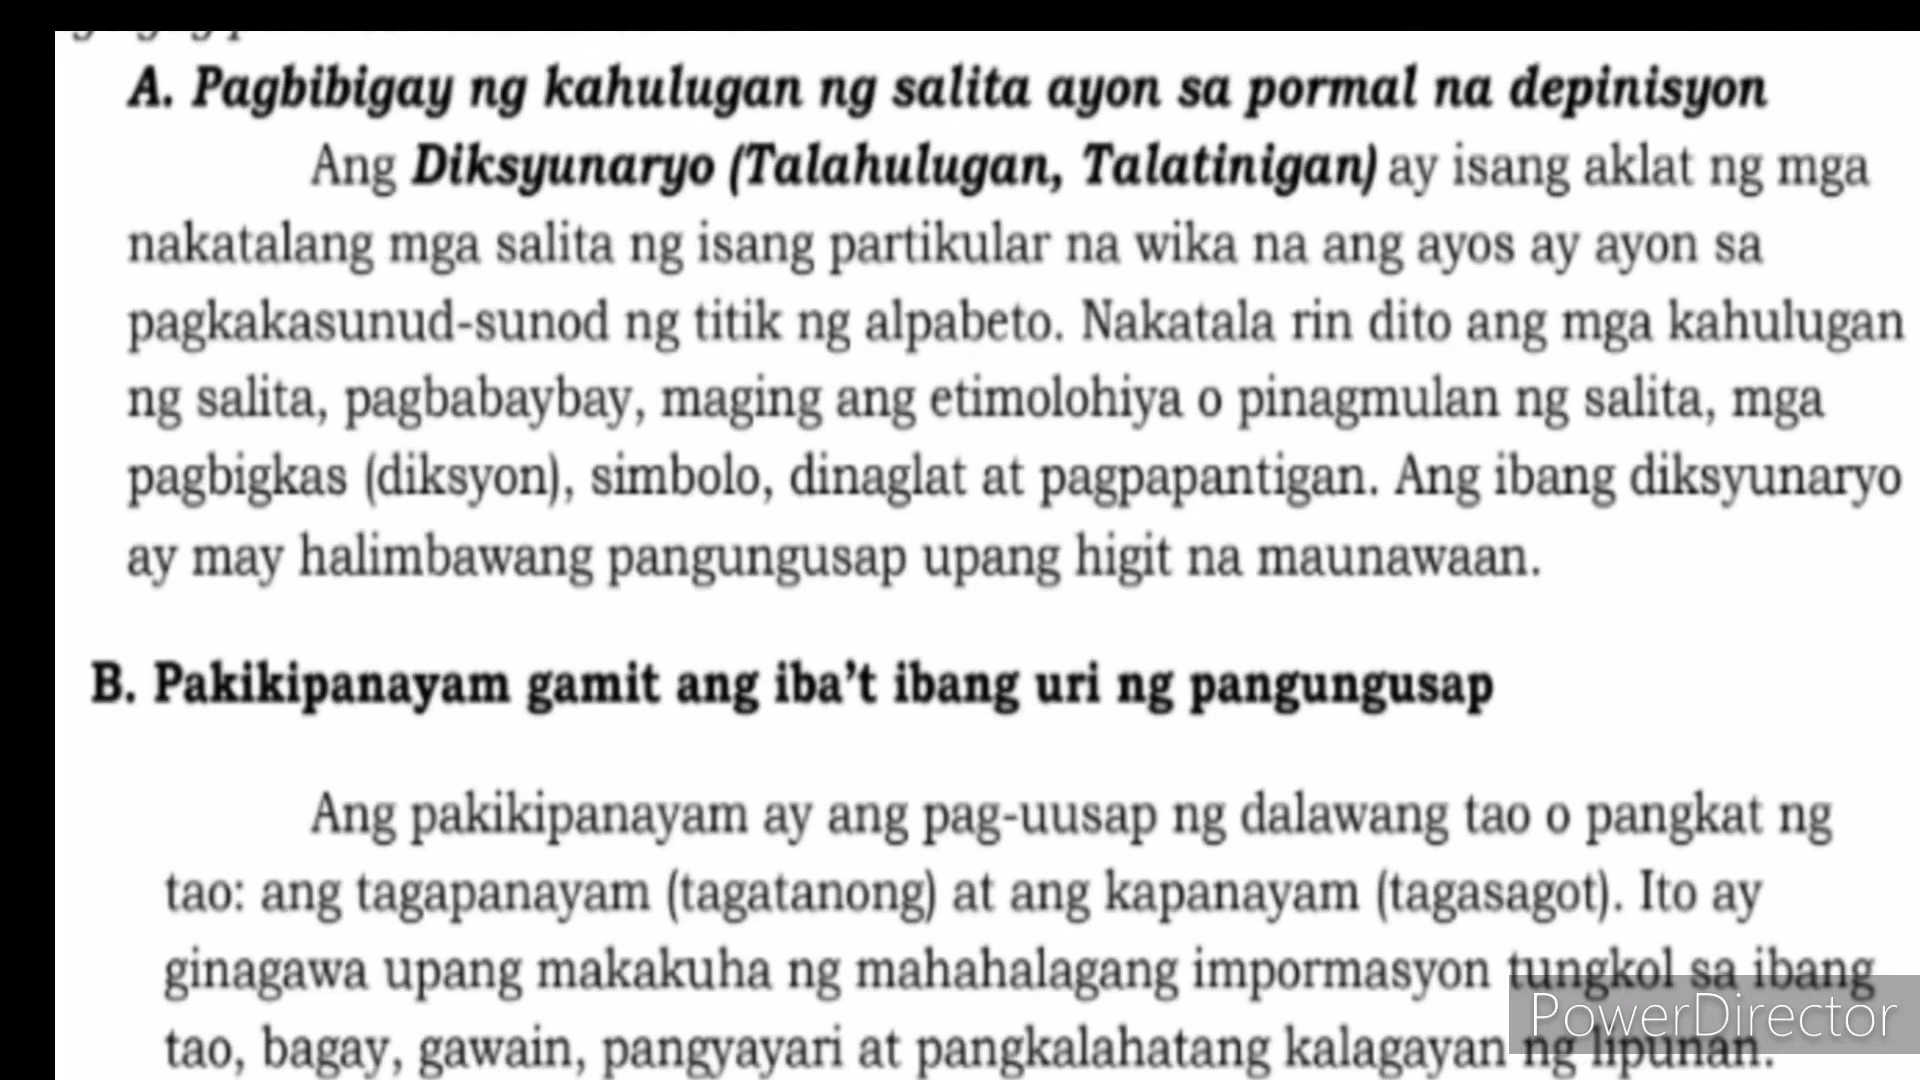 A. Pagbibigay ng kahulugan ng salita ayon sa pormal na depinisyon
Ang Diksyunaryo (Talahulugan, Talatinigan) ay isang aklat ng mga
nakatalang mga salita ng isang partikular na wika na ang ayos ay ayon sa
pagkakasunud-sunod ng titik ng alpabeto. Nakatala rin dito ang mga kahulugan
ng salita, pagbabaybay, maging ang etimolohiya o pinagmulan ng salita, mga
pagbigkas (diksyon), simbolo, dinaglat at pagpapantigan. Ang ibang diksyunaryo
ay may halimbawang pangungusap upang higit na maunawaan.
B. Pakikipanayam gamit ang iba’t ibang uri ng pangungusap
Ang pakikipanayam ay ang pag-uusap ng dalawang tao o pangkat ng
tao: ang tagapanayam (tagatanong) at ang kapanayam (tagasagot). Ito ay
ginagawa upang makakuha ng mahahalagang impormasyon tungkol sa ibang
tao, bagay, gawain, pangyayari at pangkalahatang kalagayan ng lipunan.
PowerDirector